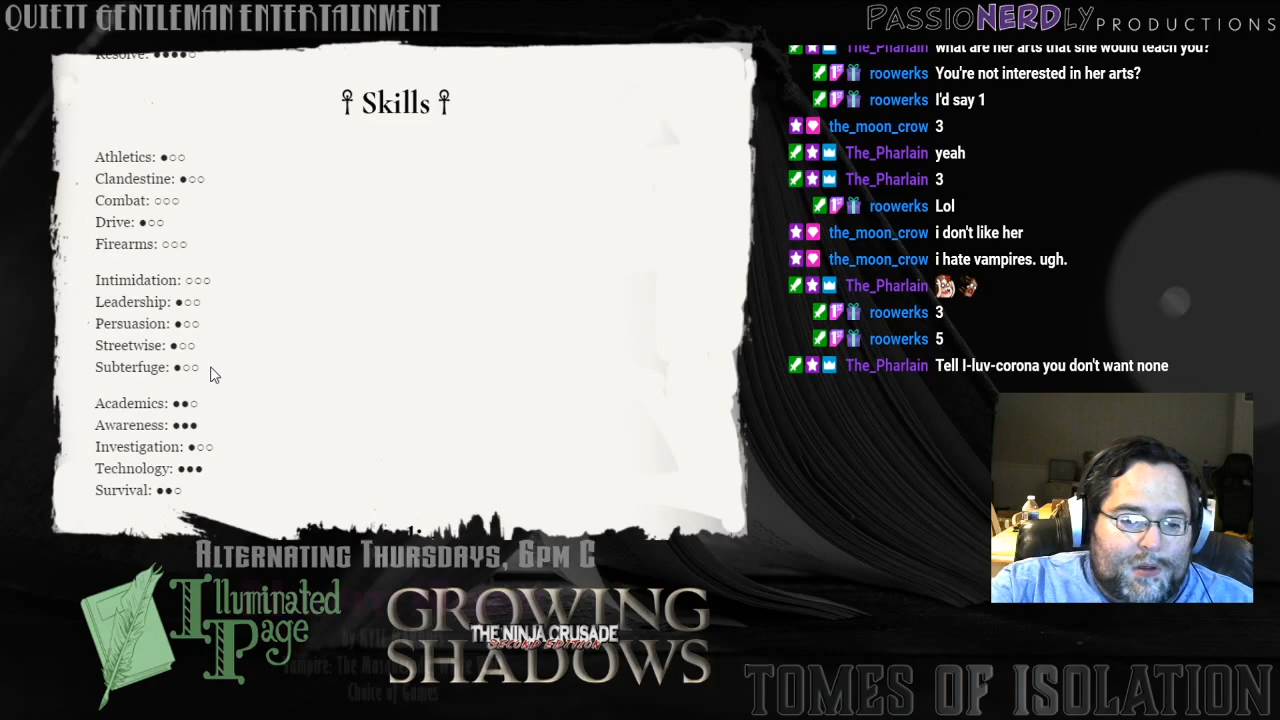 QUIETT GENTLEMAN ENTERTAINMENT
PASSIONERDLY PRODUCTIONS
Resolve: ●●●●○
Skills
Athletics: ●○○
Clandestine: ●○○
Combat: ○○○
Drive: ●○○
Firearms: ○○○
Intimidation: ○○○
Leadership: ●○○
Persuasion: ●○○
Streetwise: ●○○
Subterfuge: ●○○
Academics: ●●○
Awareness: ●●●
Investigation: ●○○
Technology: ●●●
Survival: ●●○
The_Pharlain what are her arts that she would teach you?
roowerks You're not interested in her arts?
roowerks I'd say 1
the_moon_crow 3
The_Pharlain yeah
The_Pharlain 3
roowerks Lol
the_moon_crow i don't like her
the_moon_crow i hate vampires. ugh.
The_Pharlain
roowerks 3
roowerks 5
The_Pharlain Tell I-luv-corona you don't want none
ALTERNATING THURSDAYS, 6PM C
Illuminated
Page
GROWING
THE NINJA CRUSADE
SECOND EDITION
SHADOWS
Choice of Games
TOMES OF ISOLATION